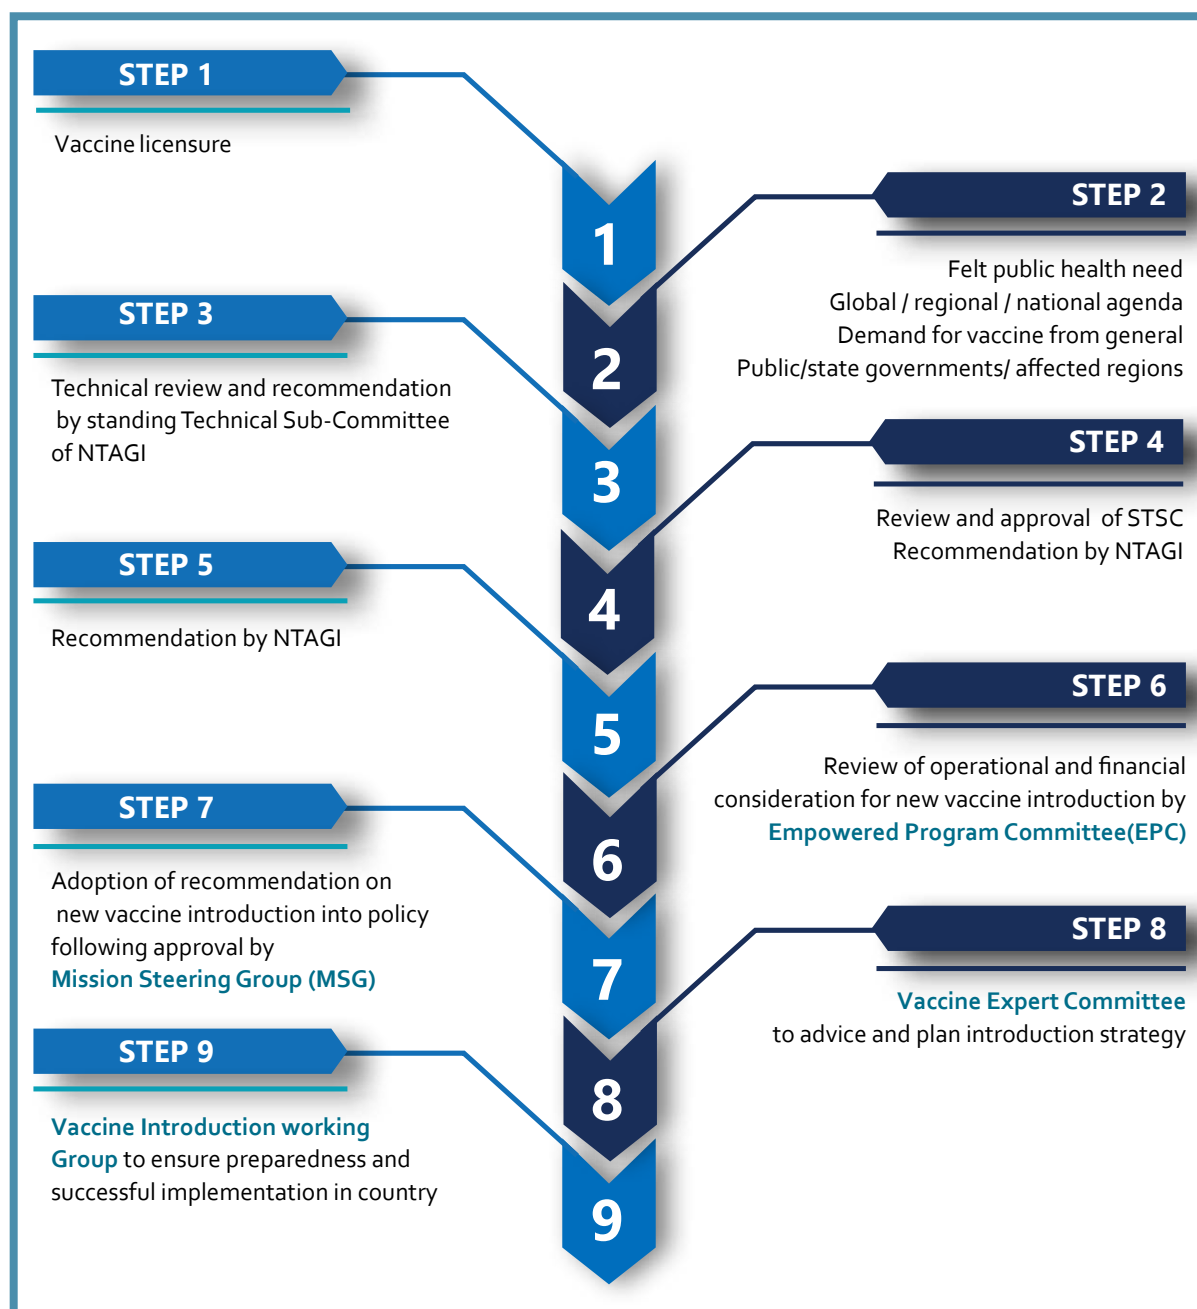 STEP 1
Vaccine licensure
1
STEP 2
Felt public health need
Global / regional / national agenda
Demand for vaccine from general
Public/state governments/ affected regions
2
STEP 3
Technical review and recommendation
by standing Technical Sub-Committee
of NTAGI
3
STEP 4
Review and approval of STSC
Recommendation by NTAGI
4
STEP 5
Recommendation by NTAGI
5
STEP 6
Review of operational and financial
consideration for new vaccine introduction by
Empowered Program Committee(EPC)
6
STEP 7
Adoption of recommendation on
new vaccine introduction into policy
following approval by
Mission Steering Group (MSG)
7
STEP 8
Vaccine Expert Committee
to advice and plan introduction strategy
8
STEP 9
Vaccine Introduction working
Group to ensure preparedness and
successful implementation in country
9